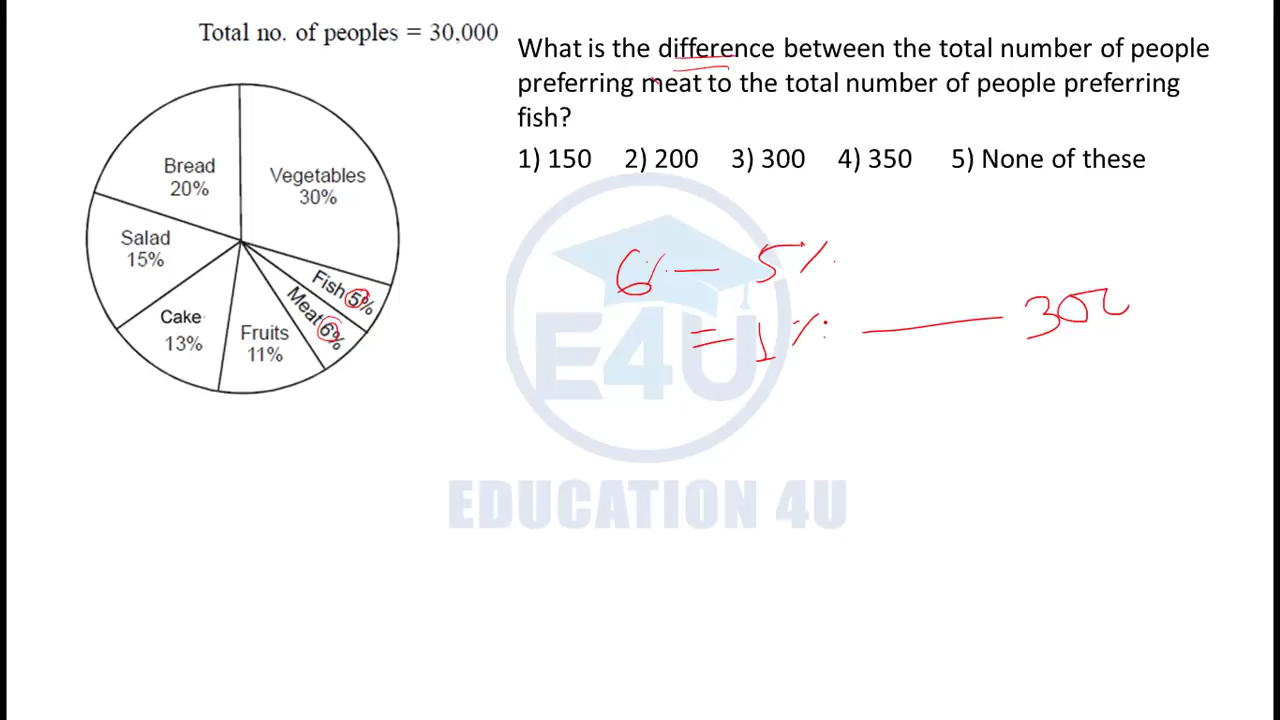 Total no. of peoples = 30,000
What is the difference between the total number of people
preferring meat to the total number of people preferring
fish?
1) 150 2) 200 3) 300 4) 350 5) None of these
Bread
20%
Vegetables
30%
Salad
15%
Fish 5%
Meat 6%
Cake
13%
Fruits
11%
6% — 5%
= 1% — 300
E4U
EDUCATION 4U